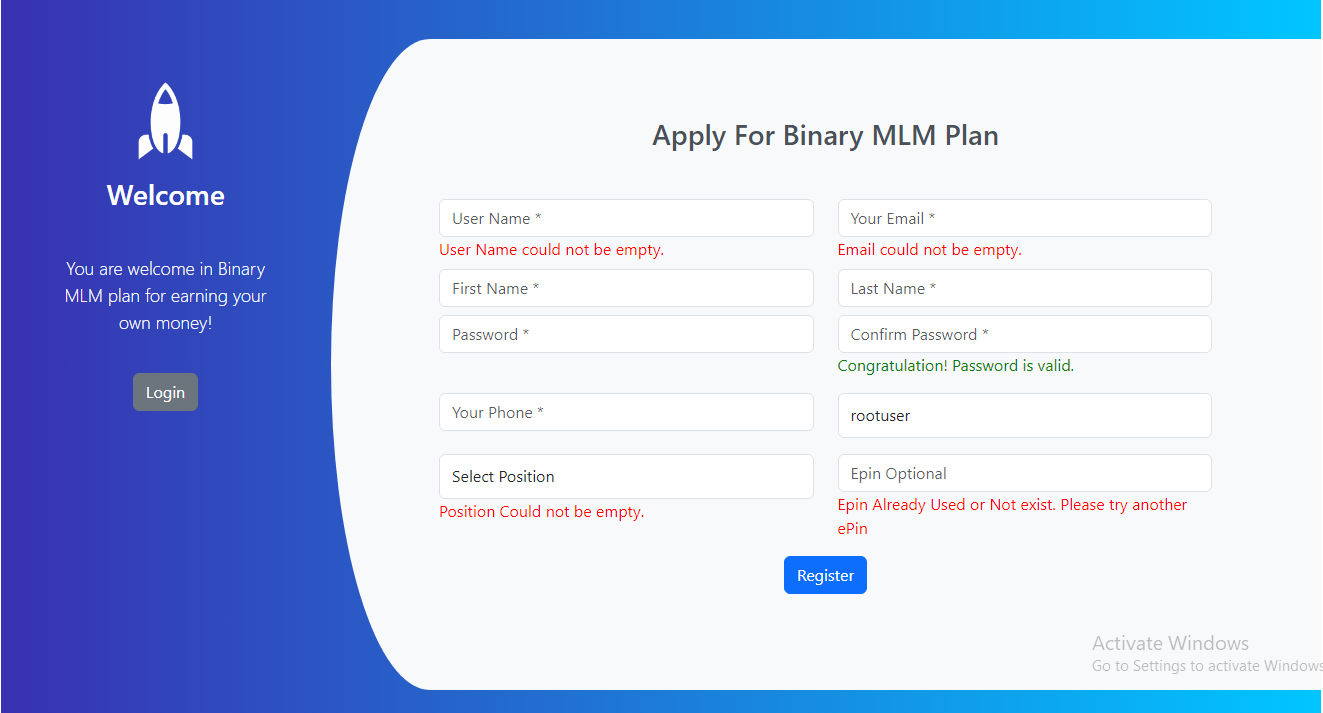 Welcome
You are welcome in Binary
MLM plan for earning your
own money!
Login
Apply For Binary MLM Plan
User Name *
Your Email *
User Name could not be empty.
Email could not be empty.
First Name *
Last Name *
Password *
Confirm Password *
Congratulation! Password is valid.
Your Phone *
rootuser
Select Position
Epin Optional
Position Could not be empty.
Epin Already Used or Not exist. Please try another
ePin
Register
Activate Windows
Go to Settings to activate Windows